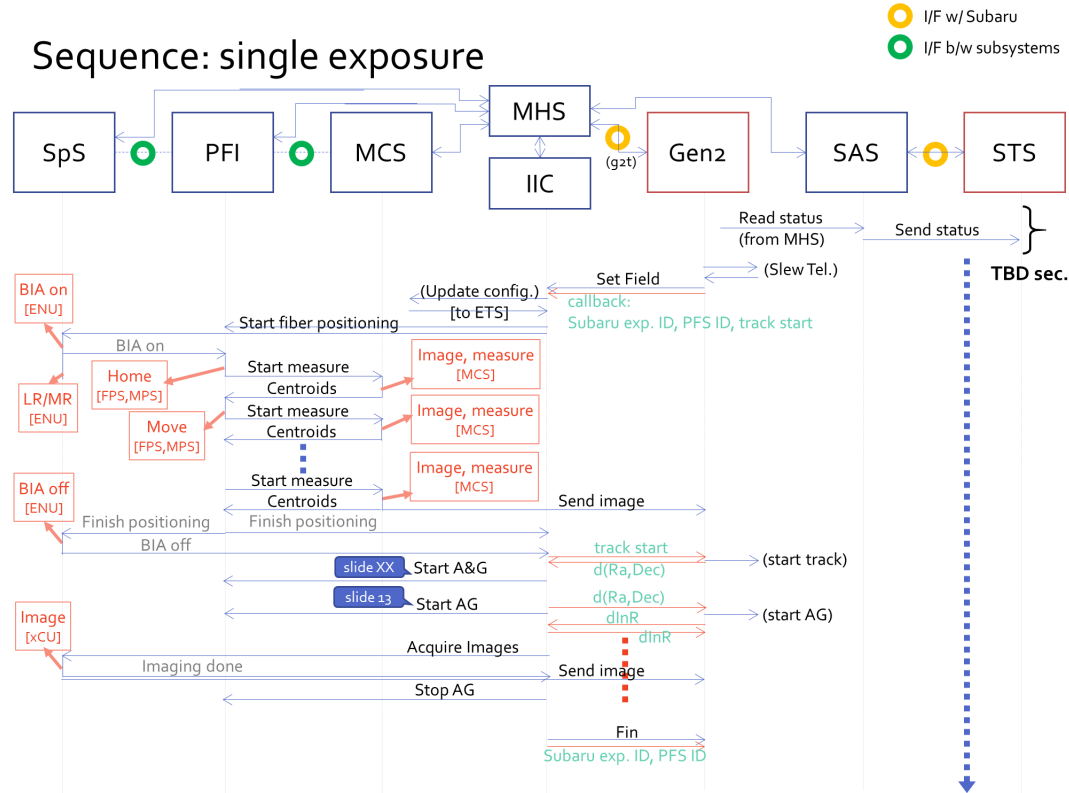 I/F w/ Subaru
I/F b/w subsystems
Sequence: single exposure
SpS
PFI
MCS
MHS
IIC
(g2t)
Gen2
SAS
STS
Read status
(from MHS)
Send status
TBD sec.
(Slew Tel.)
Set Field
(Update config.)
[to ETS]
callback:
Subaru exp. ID, PFS ID, track start
BIA on
[ENU]
Start fiber positioning
BIA on
Home
[FPS,MPS]
Start measure
Centroids
Image, measure
[MCS]
LR/MR
[ENU]
Move
[FPS,MPS]
Start measure
Centroids
Image, measure
[MCS]
Start measure
Centroids
Image, measure
[MCS]
BIA off
[ENU]
Send image
Finish positioning
Finish positioning
BIA off
track start
d(Ra,Dec)
(start track)
slide XX
Start A&G
slide 13
Start AG
d(Ra,Dec)
(start AG)
dInR
dInR
Image
[xCU]
Acquire Images
Imaging done
Send image
Stop AG
Fin
Subaru exp. ID, PFS ID